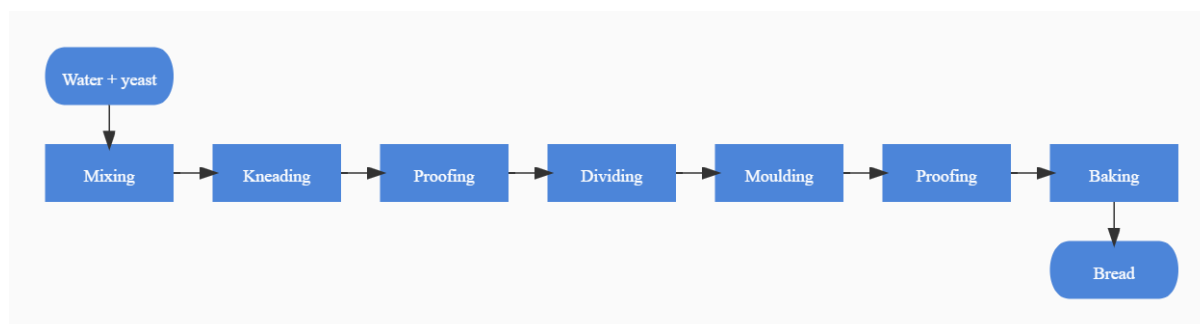 Water + yeast
Mixing
Kneading
Proofing
Dividing
Moulding
Proofing
Baking
Bread